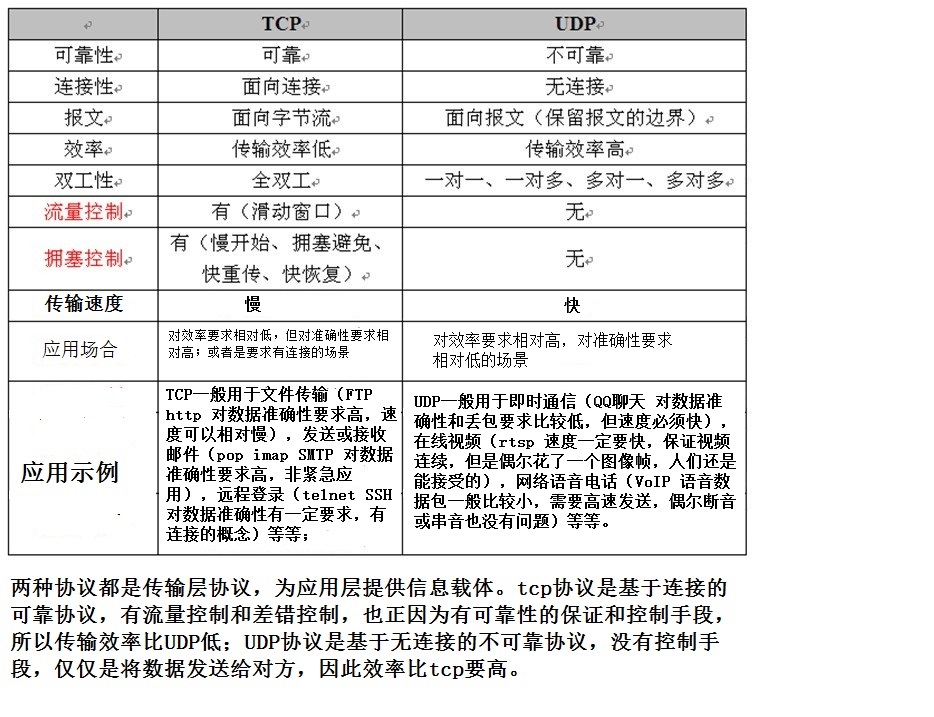 TCP UDP
可靠性 可靠 不可靠
连接性 面向连接 无连接
报文 面向字节流 面向报文（保留报文的边界）
效率 传输效率低 传输效率高
双工性 全双工 一对一、一对多、多对一、多对多
流量控制 有（滑动窗口） 无
拥塞控制 有（慢开始、拥塞避免、
快重传、快恢复） 无
传输速度 慢 快
应用场合 对效率要求相对低，但对准确性要求相
对高；或者是要求有连接的场景
对效率要求相对高，对准确性要求
相对低的场景
应用示例
TCP一般用于文件传输（FTP
http 对数据准确性要求高，速
度可以相对慢），发送或接收
邮件（pop imap SMTP 对数据
准确性要求高，非紧急应
用），远程登录（telnet SSH
对数据准确性有一定要求，有
连接的概念）等等；
UDP一般用于即时通信（QQ聊天 对数据准
确性和丢包要求比较低，但速度必须快），
在线视频（rtsp 速度一定要快，保证视频
连续，但是偶尔花了一个图像帧，人们还是
能接受的），网络语音电话（VoIP 语音数
据包一般比较小，需要高速发送，偶尔断音
或串音也没有问题）等等。
两种协议都是传输层协议，为应用层提供信息载体。tcp协议是基于连接的
可靠协议，有流量控制和差错控制，也正因为有可靠性的保证和控制手段，
所以传输效率比UDP低；UDP协议是基于无连接的不可靠协议，没有控制手
段，仅仅是将数据发送给对方，因此效率比tcp要高。